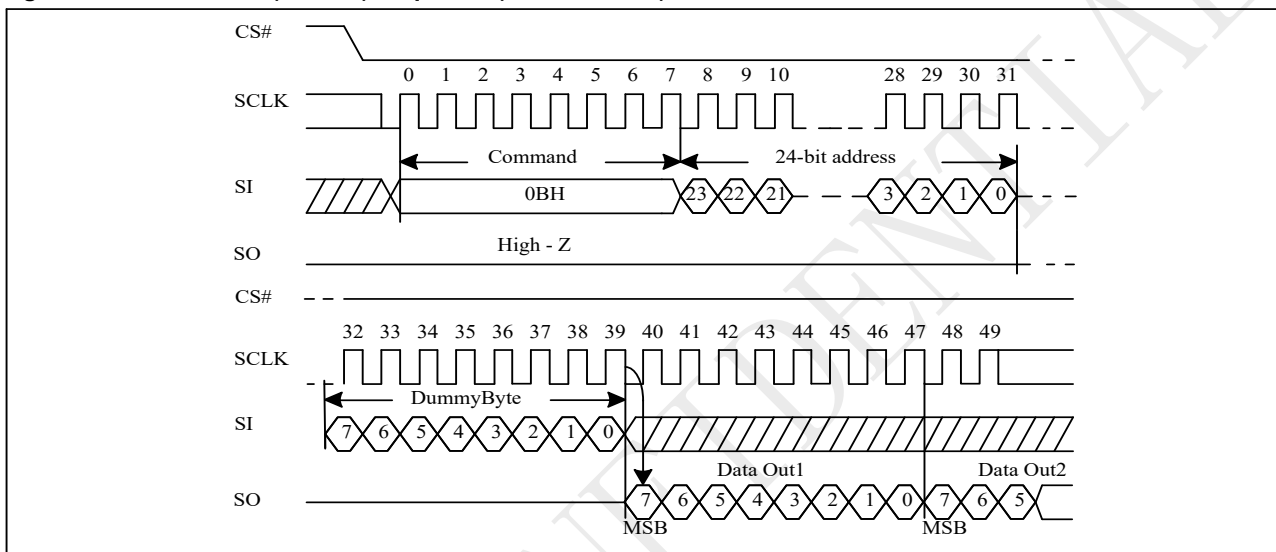 CS#
0 1 2 3 4 5 6 7 8 9 10 28 29 30 31
SCLK
Command 24-bit address
SI 0BH 23 22 21 3 2 1 0
High - Z
SO
CS#
32 33 34 35 36 37 38 39 40 41 42 43 44 45 46 47 48 49
SCLK
DummyByte
SI 7 6 5 4 3 2 1 0
Data Out1 Data Out2
SO 7 6 5 4 3 2 1 0 7 6 5
MSB MSB